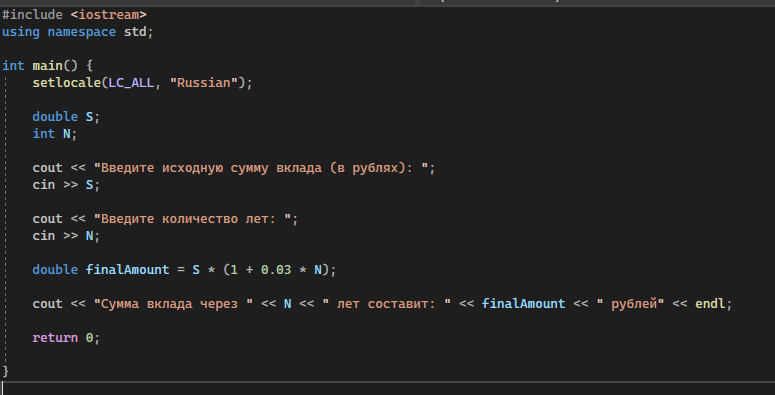 #include <iostream>
using namespace std;
int main() {
setlocale(LC_ALL, "Russian");
double S;
int N;
cout << "Введите исходную сумму вклада (в рублях): ";
cin >> S;
cout << "Введите количество лет: ";
cin >> N;
double finalAmount = S * (1 + 0.03 * N);
cout << "Сумма вклада через " << N << " лет составит: " << finalAmount << " рублей" << endl;
return 0;
}